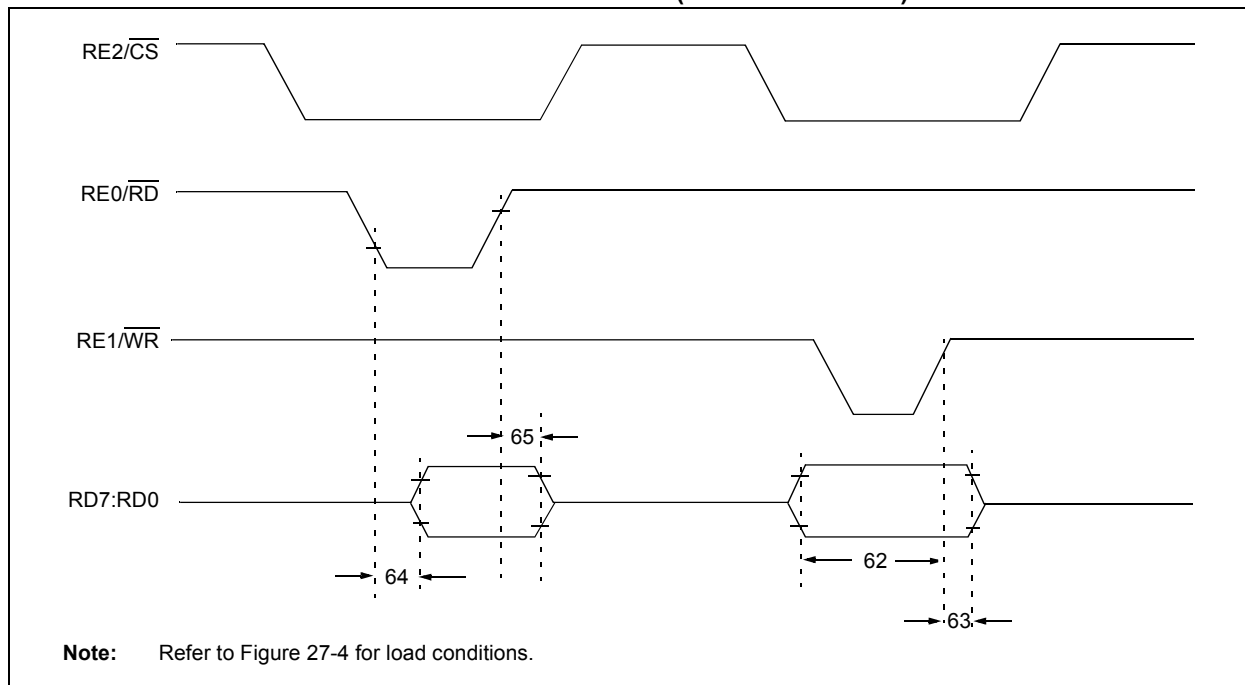 RE2/CS
RE0/RD
RE1/WR
65
RD7:RD0
64
62
63
Note: Refer to Figure 27-4 for load conditions.